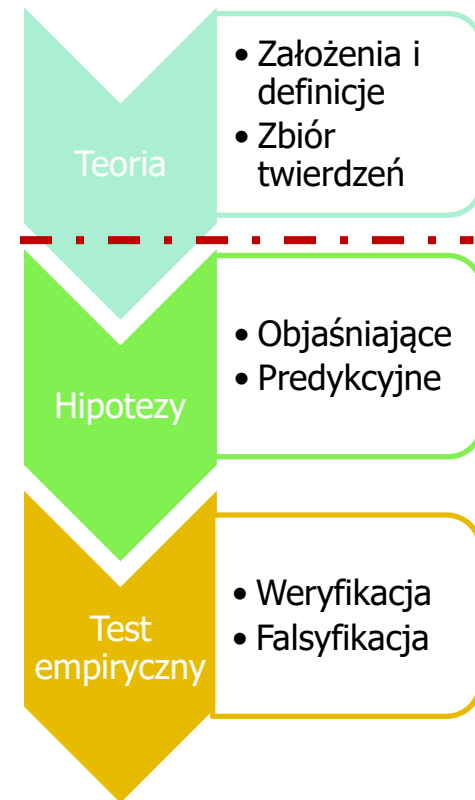 Teoria
• Założenia i
definicje
• Zbiór
twierdzeń
Hipotezy
• Objaśniające
• Predykcyjne
Test
empiryczny
• Weryfikacja
• Falsyfikacja